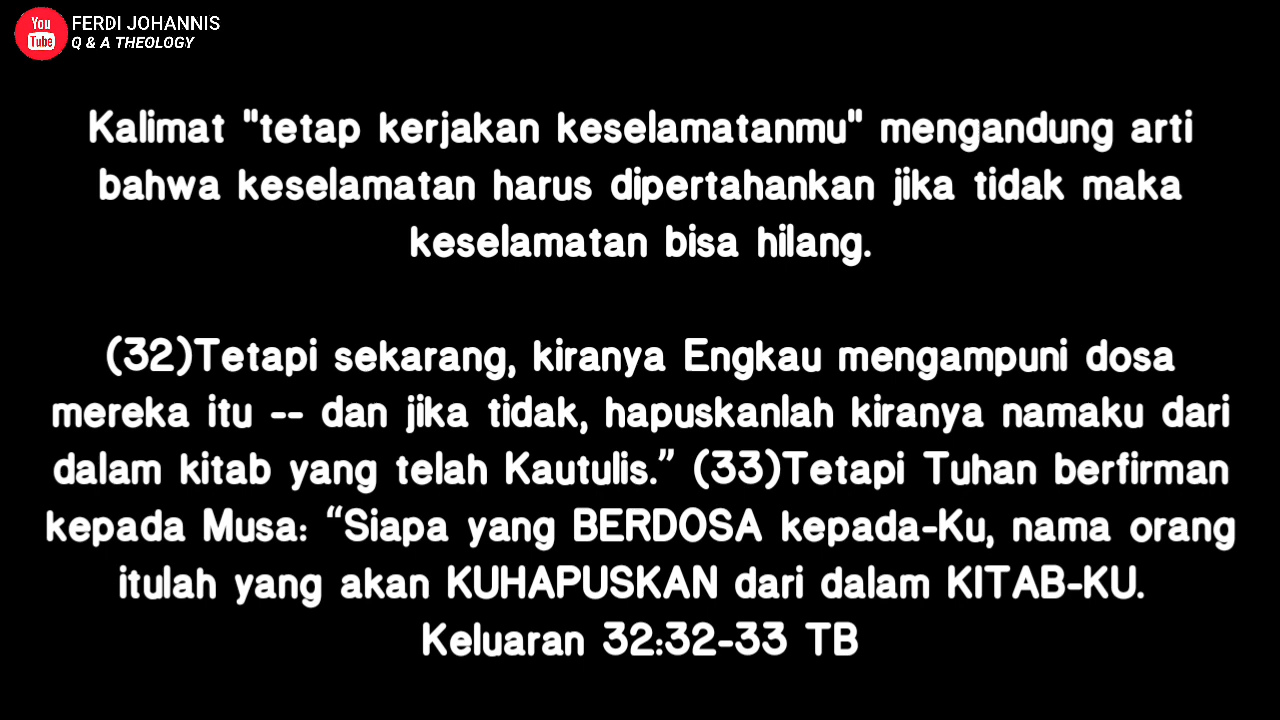 You
Tube
FERDI JOHANNIS
Q & A THEOLOGY
Kalimat "tetap kerjakan keselamatanmu" mengandung arti
bahwa keselamatan harus dipertahankan jika tidak maka
keselamatan bisa hilang.
(32)Tetapi sekarang, kiranya Engkau mengampuni dosa
mereka itu -- dan jika tidak, hapuskanlah kiranya namaku dari
dalam kitab yang telah Kautulis.” (33)Tetapi Tuhan berfirman
kepada Musa: “Siapa yang BERDOSA kepada-Ku, nama orang
itulah yang akan KUHAPUSKAN dari dalam KITAB-KU.
Keluaran 32:32-33 TB